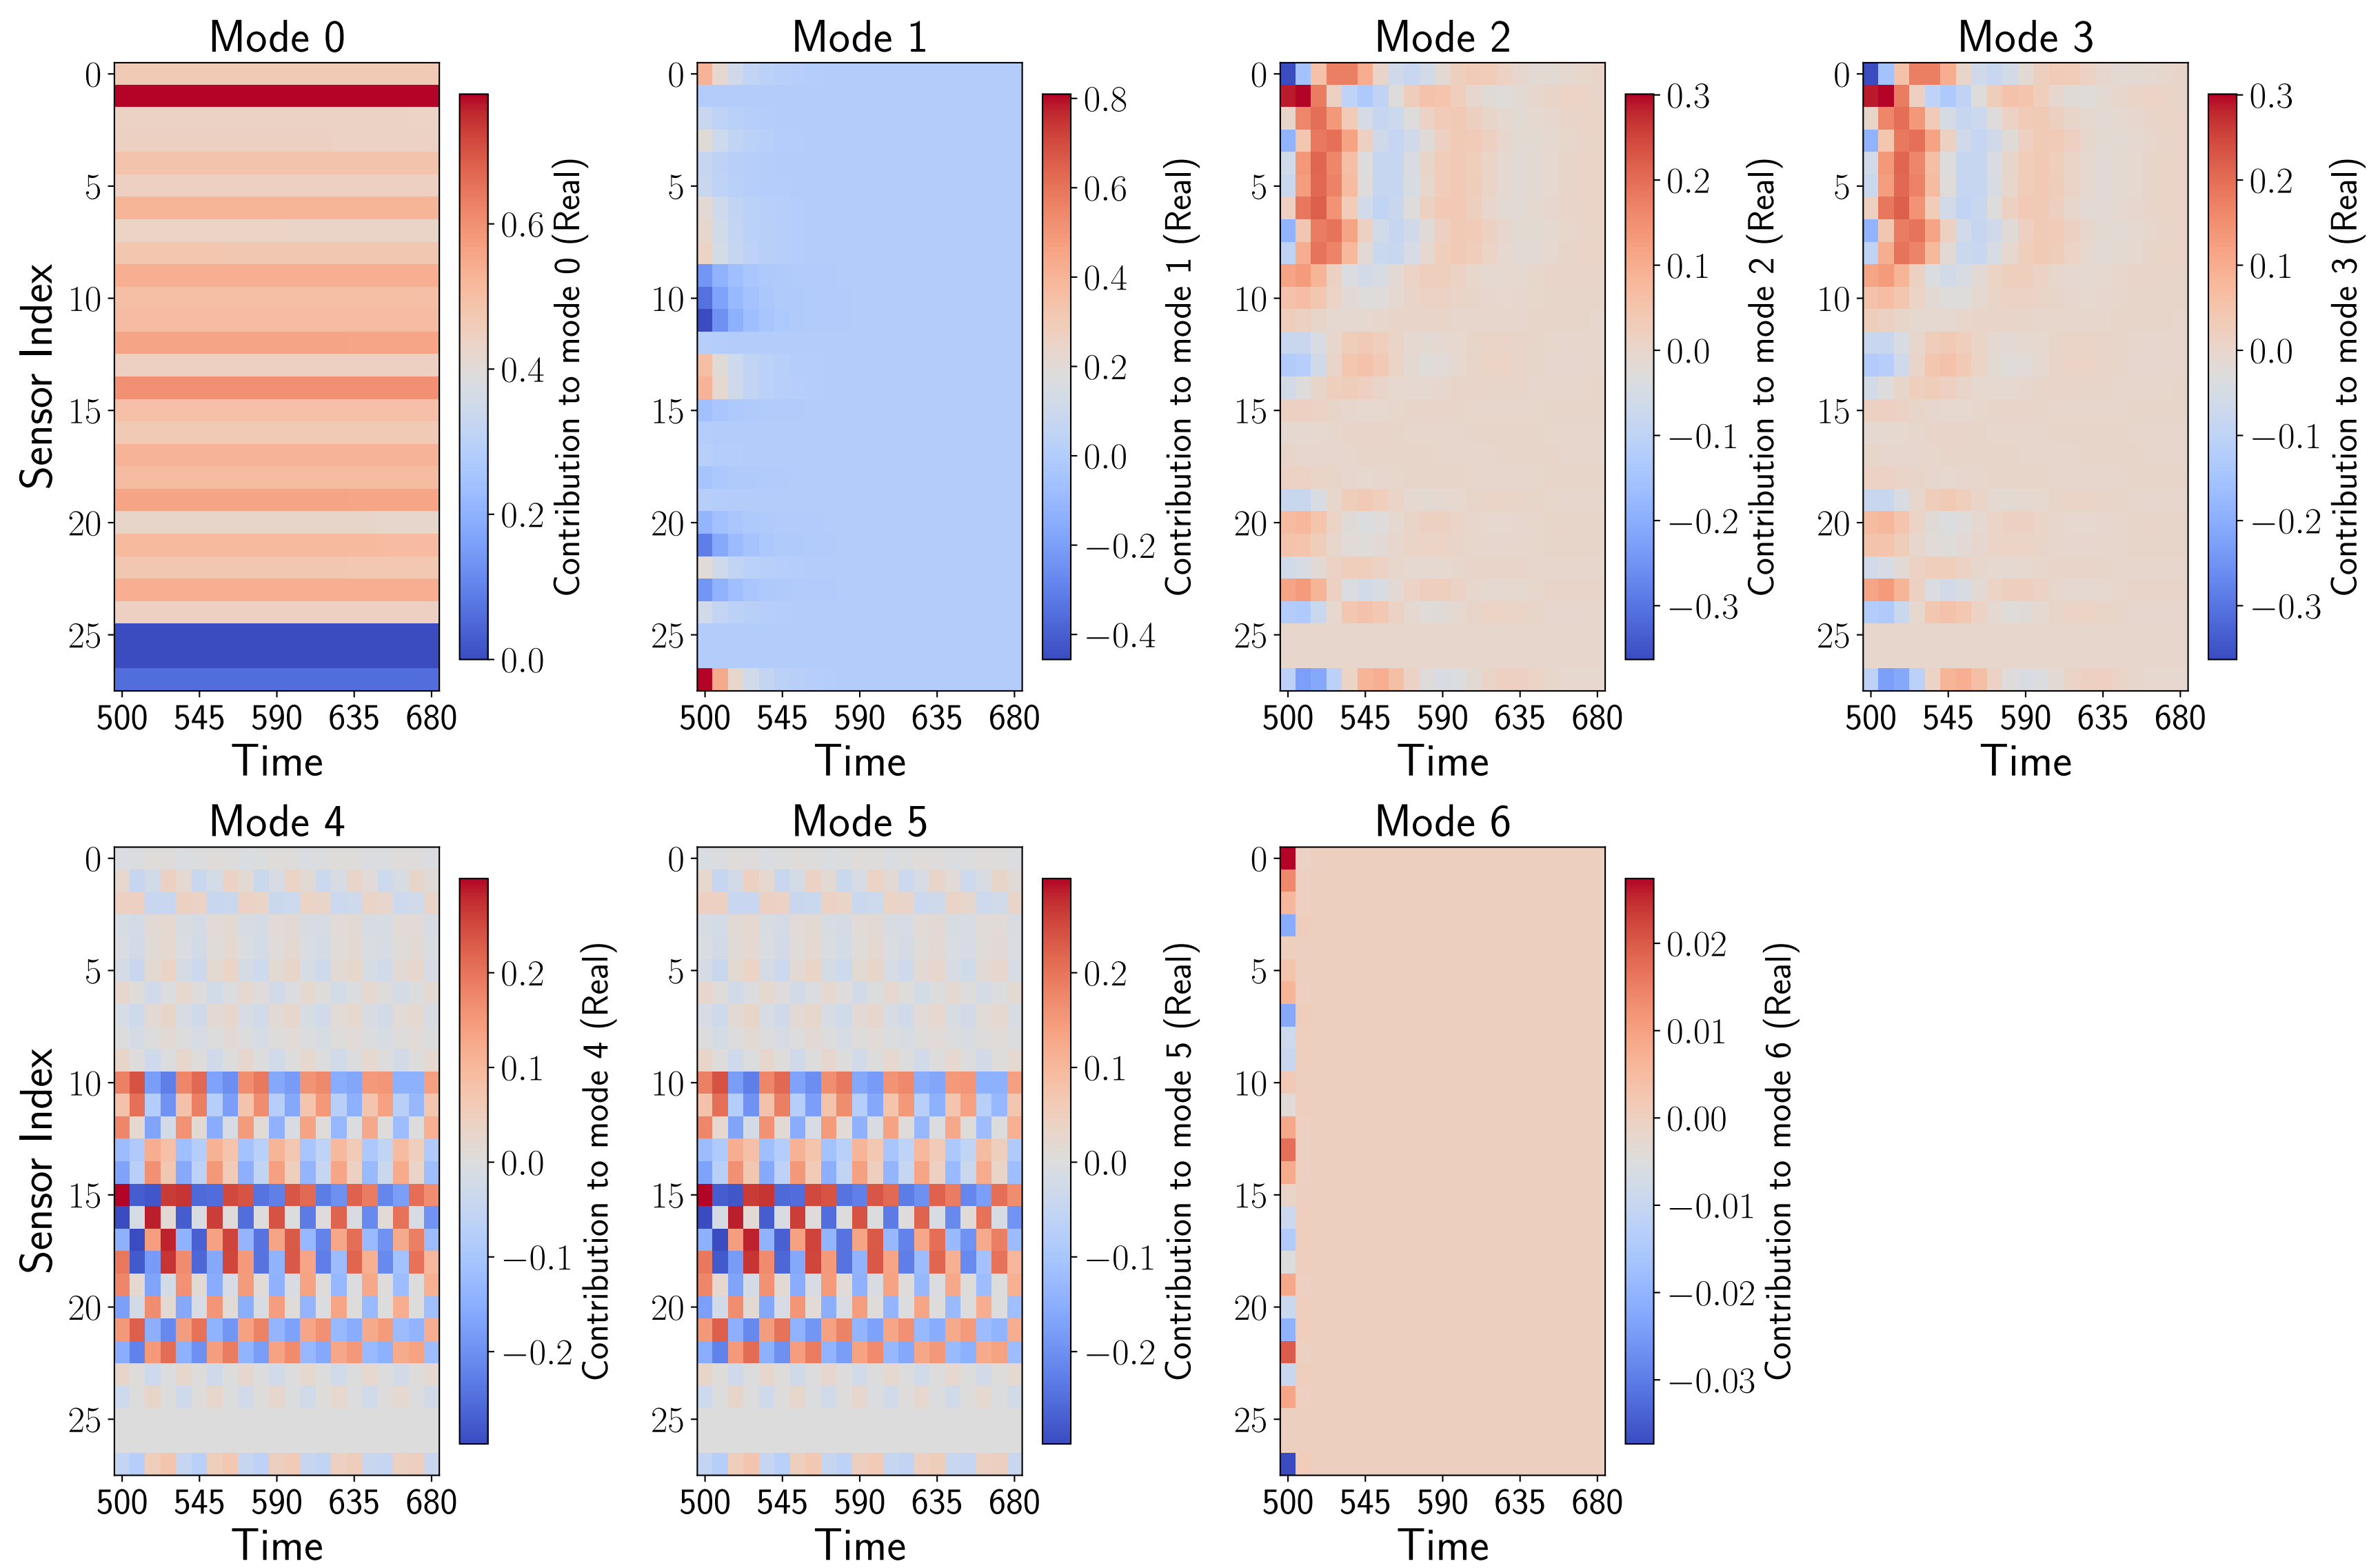 Mode 0
Mode 1
Mode 2
Mode 3
0
5
10
15
20
25
Sensor Index
500 545 590 635 680
Time
0.6
0.4
0.2
0.0
Contribution to mode 0 (Real)
0
5
10
15
20
25
500 545 590 635 680
Time
0.8
0.6
0.4
0.2
0.0
−0.2
−0.4
Contribution to mode 1 (Real)
0
5
10
15
20
25
500 545 590 635 680
Time
0.3
0.2
0.1
0.0
−0.1
−0.2
−0.3
Contribution to mode 2 (Real)
0
5
10
15
20
25
500 545 590 635 680
Time
0.3
0.2
0.1
0.0
−0.1
−0.2
−0.3
Contribution to mode 3 (Real)
Mode 4
Mode 5
Mode 6
0
5
10
15
20
25
Sensor Index
500 545 590 635 680
Time
0.2
0.1
0.0
−0.1
−0.2
Contribution to mode 4 (Real)
0
5
10
15
20
25
500 545 590 635 680
Time
0.2
0.1
0.0
−0.1
−0.2
Contribution to mode 5 (Real)
0
5
10
15
20
25
500 545 590 635 680
Time
0.02
0.01
0.00
−0.01
−0.02
−0.03
Contribution to mode 6 (Real)